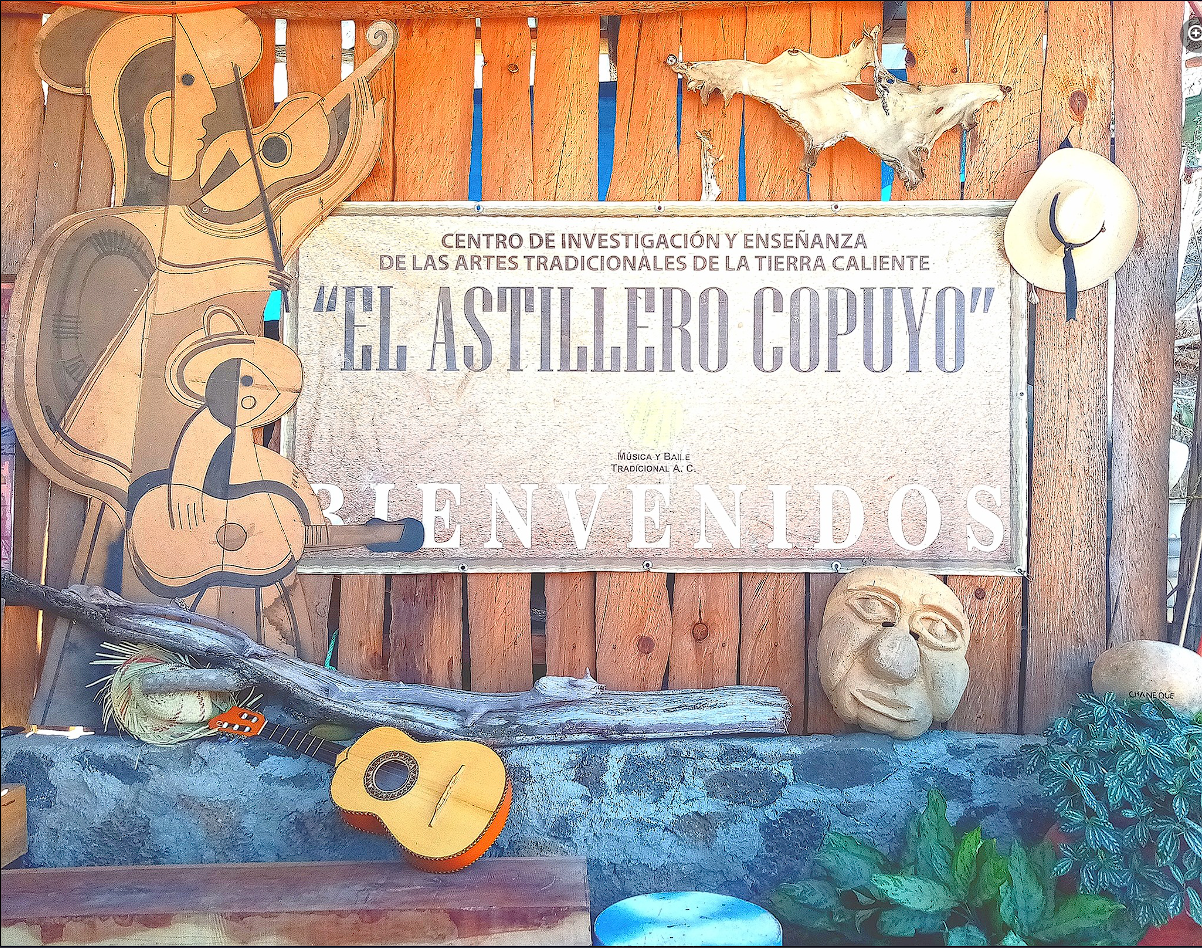 CENTRO DE INVESTIGACIÓN Y ENSEÑANZA
DE LAS ARTES TRADICIONALES DE LA TIERRA CALIENTE
"EL ASTILLERO COPUYO"
MÚSICA Y BAILE
TRADICIONAL A. C.
BIENVENIDOS
CHANEQUE